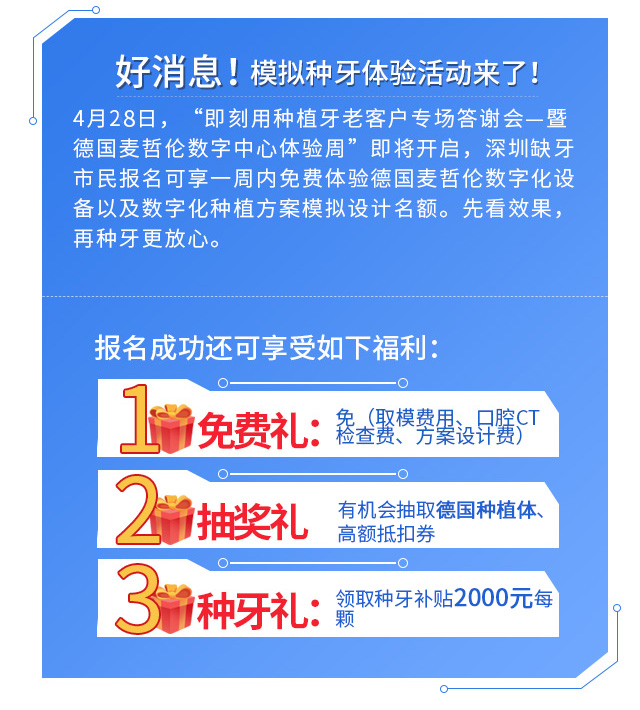 好消息！模拟种牙体验活动来了！
4月28日，“即刻用种植牙老客户专场答谢会—暨
德国麦哲伦数字中心体验周”即将开启，深圳缺牙
市民报名可享一周内免费体验德国麦哲伦数字化设
备以及数字化种植方案模拟设计名额。先看效果，
再种牙更放心。
报名成功还可享受如下福利：
1 免费礼：
免（取模费用、口腔CT
检查费、方案设计费）
2 抽奖礼
有机会抽取德国种植体、
高额抵扣券
3 种牙礼：
领取种牙补贴2000元每
颗